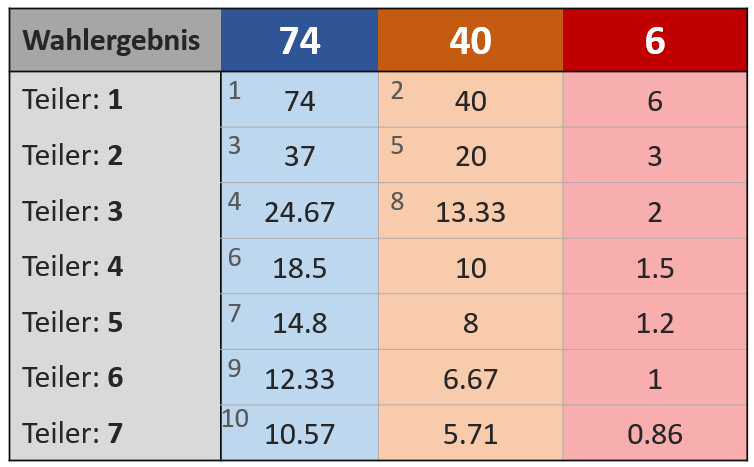 Wahlergebnis 74 40 6
Teiler: 1 1 74 2 40 6
Teiler: 2 3 37 5 20 3
Teiler: 3 4 24.67 8 13.33 2
Teiler: 4 6 18.5 10 1.5
Teiler: 5 7 14.8 8 1.2
Teiler: 6 9 12.33 6.67 1
Teiler: 7 10 10.57 5.71 0.86